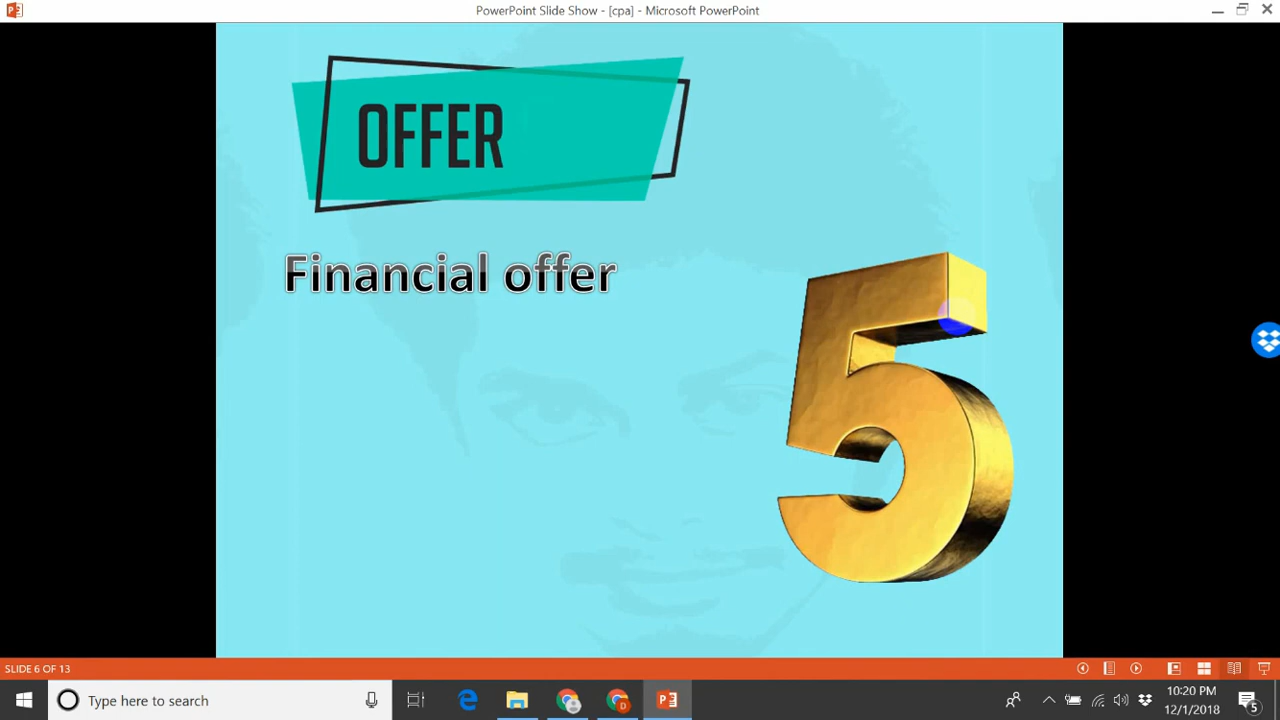 PowerPoint Slide Show - [cpa] - Microsoft PowerPoint
OFFER
Financial offer
5
SLIDE 6 OF 13
Type here to search
10:20 PM
12/1/2018
5